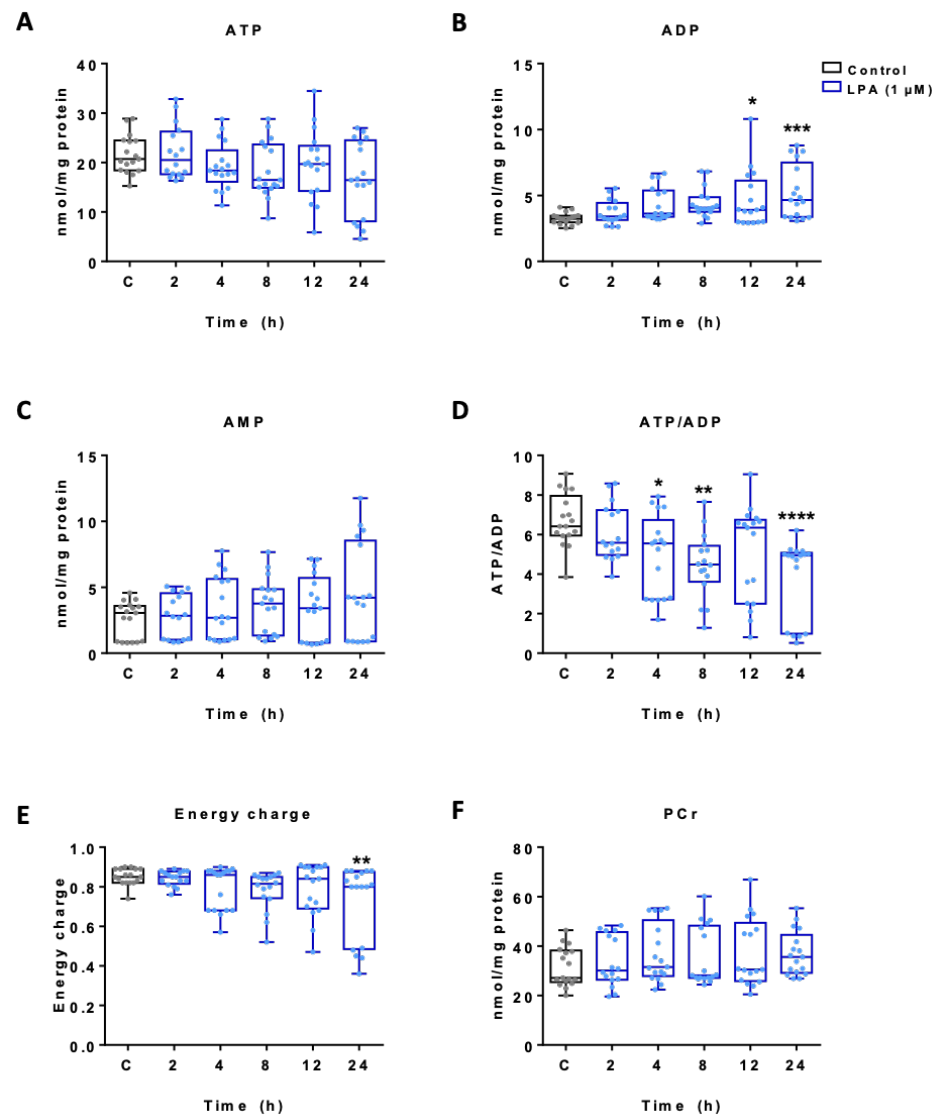 A
ATP
nmol/mg protein
40
30
20
10
0
C 2 4 8 12 24
Time (h)
B
ADP
Control
LPA (1 µM)
nmol/mg protein
15
10
5
0
*
***
C 2 4 8 12 24
Time (h)
C
AMP
nmol/mg protein
15
10
5
0
C 2 4 8 12 24
Time (h)
D
ATP/ADP
ATP/ADP
10
8
6
4
2
0
*
**
****
C 2 4 8 12 24
Time (h)
E
Energy charge
Energy charge
1.0
0.8
0.6
0.4
0.2
0.0
**
C 2 4 8 12 24
Time (h)
F
PCr
nmol/mg protein
80
60
40
20
0
C 2 4 8 12 24
Time (h)